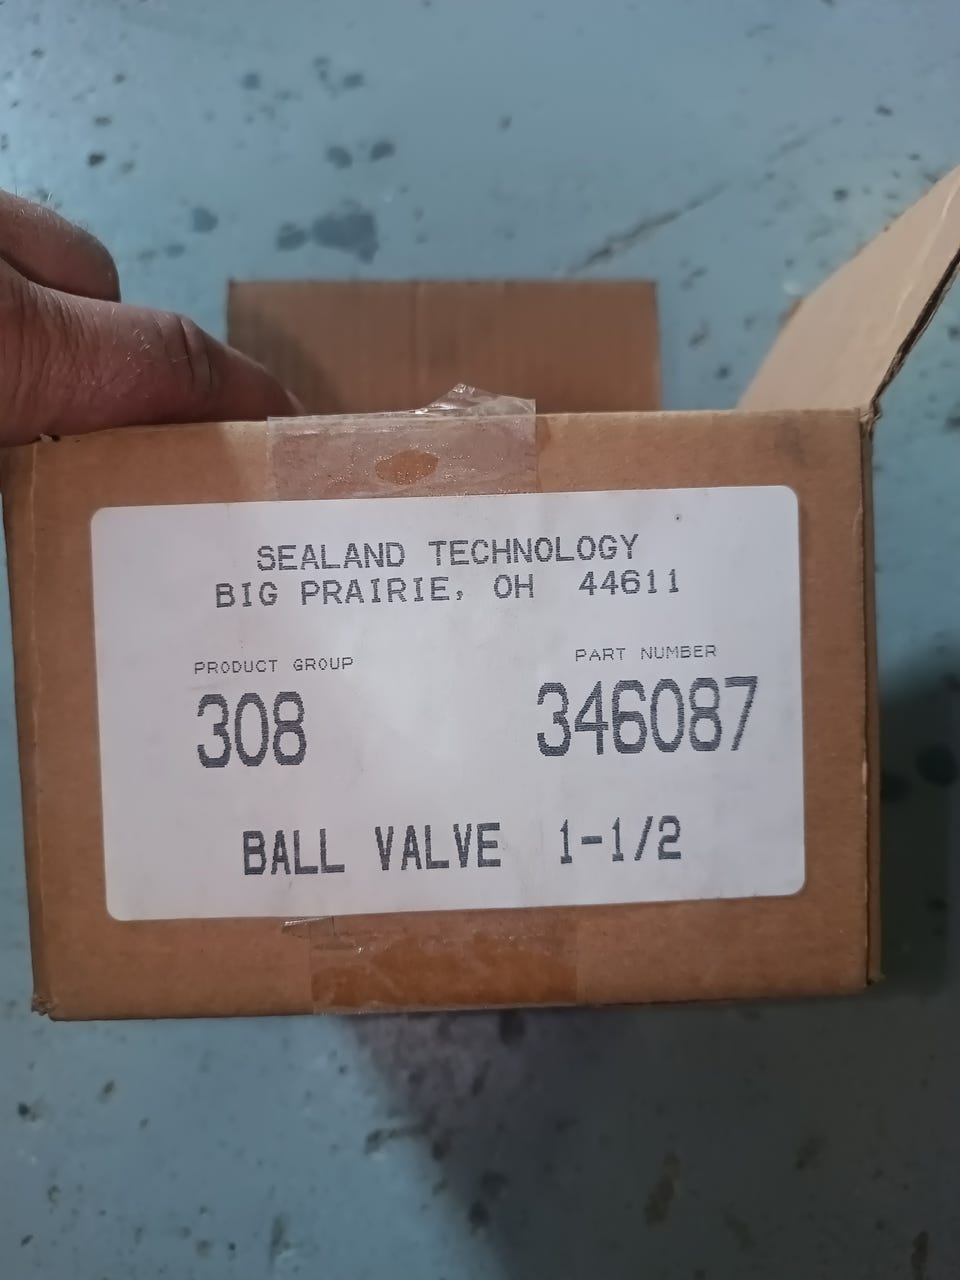 SEALAND TECHNOLOGY
BIG PRAIRIE, OH 44611
PRODUCT GROUP PART NUMBER
308 346087
BALL VALVE 1-1/2